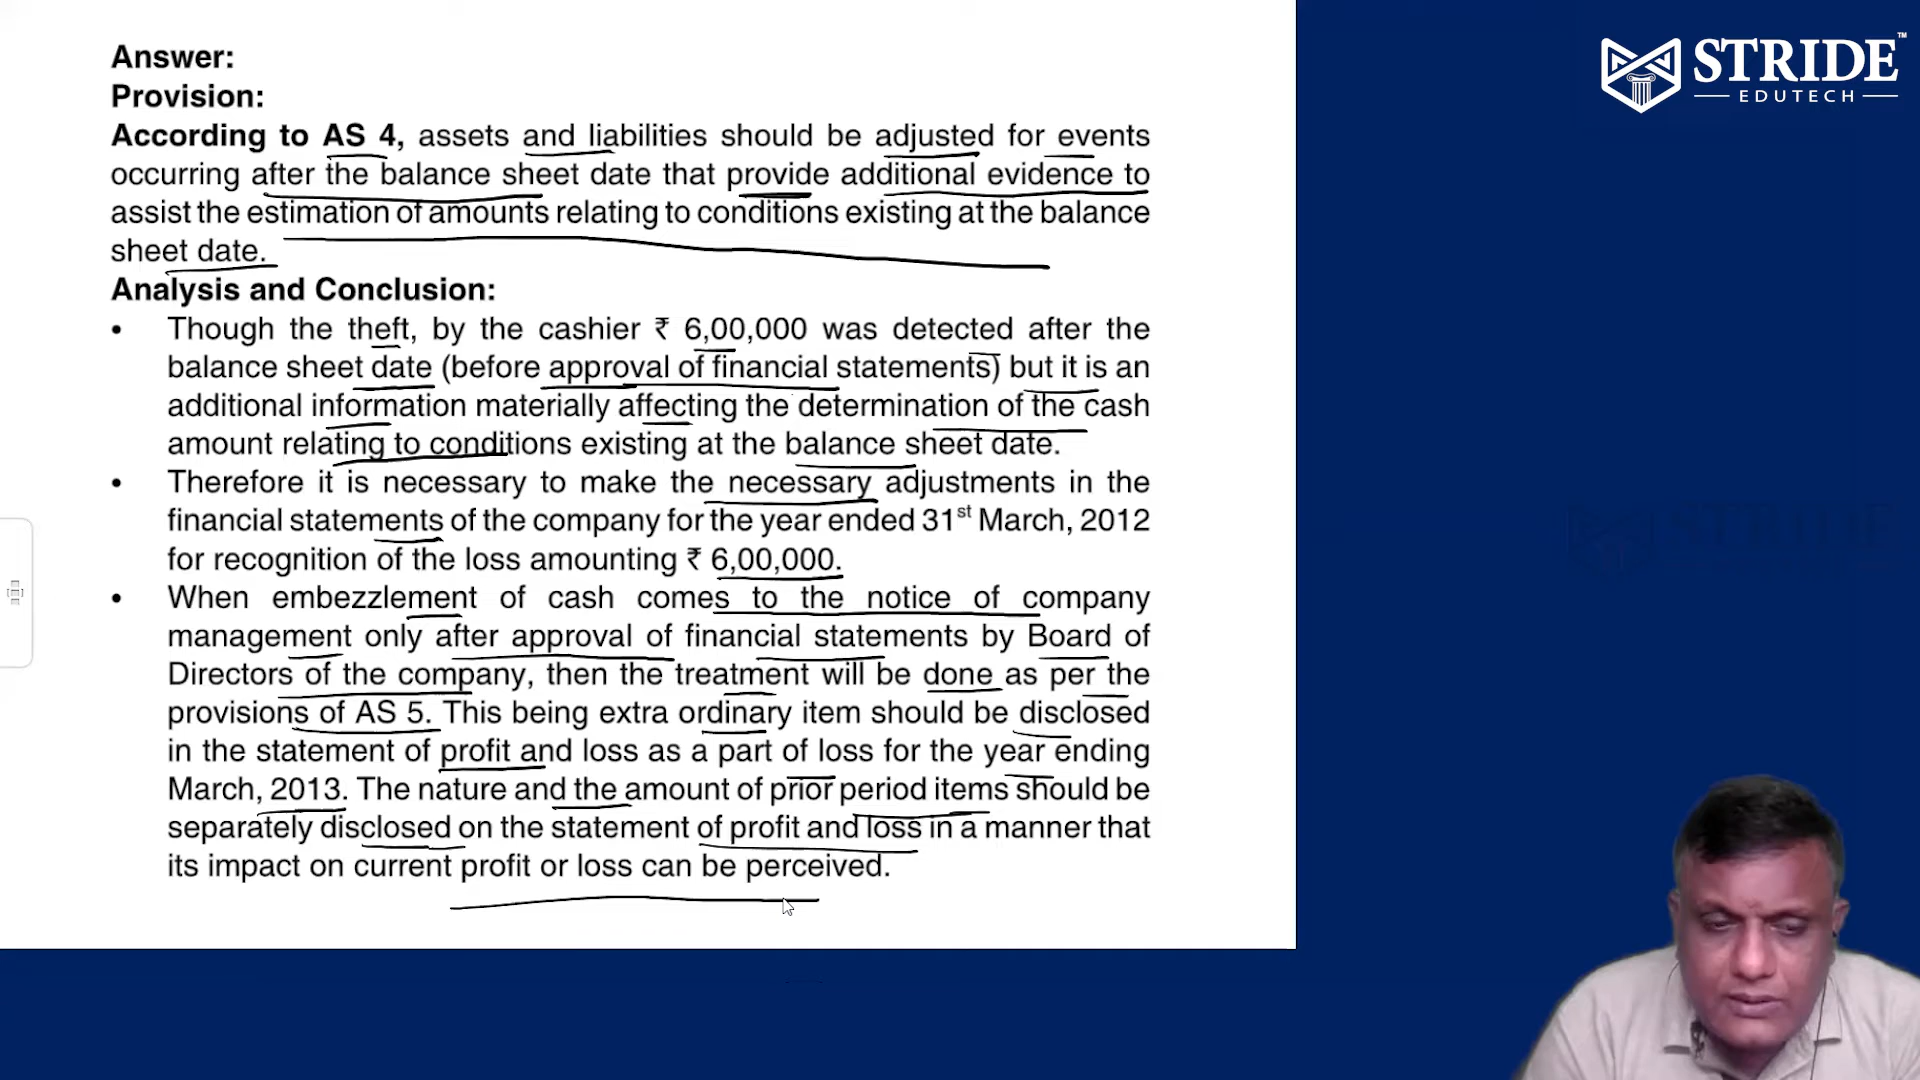 Answer:
Provision:
According to AS 4, assets and liabilities should be adjusted for events
occurring after the balance sheet date that provide additional evidence to
assist the estimation of amounts relating to conditions existing at the balance
sheet date.
Analysis and Conclusion:
• Though the theft, by the cashier ₹ 6,00,000 was detected after the
balance sheet date (before approval of financial statements) but it is an
additional information materially affecting the determination of the cash
amount relating to conditions existing at the balance sheet date.
• Therefore it is necessary to make the necessary adjustments in the
financial statements of the company for the year ended 31st March, 2012
for recognition of the loss amounting ₹ 6,00,000.
• When embezzlement of cash comes to the notice of company
management only after approval of financial statements by Board of
Directors of the company, then the treatment will be done as per the
provisions of AS 5. This being extra ordinary item should be disclosed
in the statement of profit and loss as a part of loss for the year ending
March, 2013. The nature and the amount of prior period items should be
separately disclosed on the statement of profit and loss in a manner that
its impact on current profit or loss can be perceived.
STRIDE™
EDUTECH
STRIDE